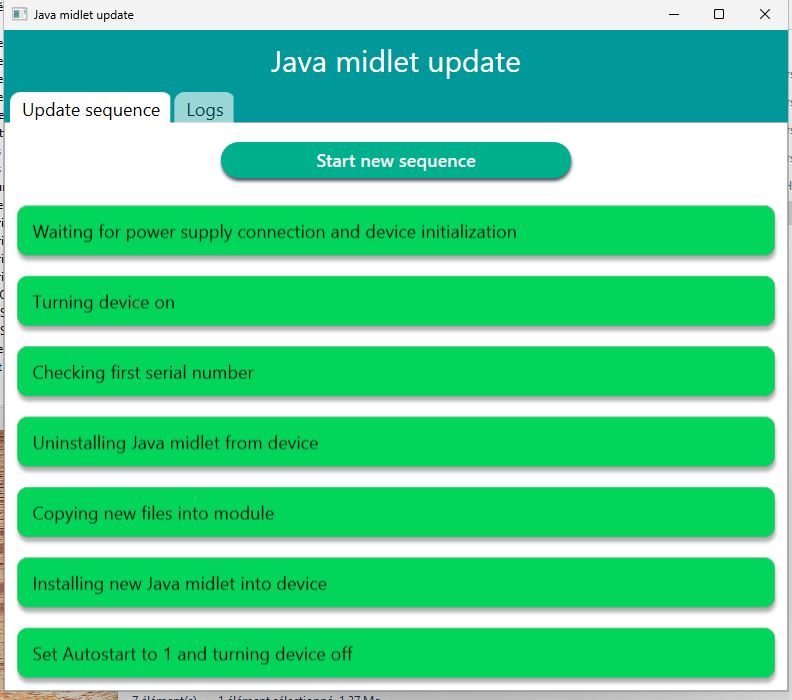 Java midlet update
Java midlet update
Update sequence
Logs
Start new sequence
Waiting for power supply connection and device initialization
Turning device on
Checking first serial number
Uninstalling Java midlet from device
Copying new files into module
Installing new Java midlet into device
Set Autostart to 1 and turning device off